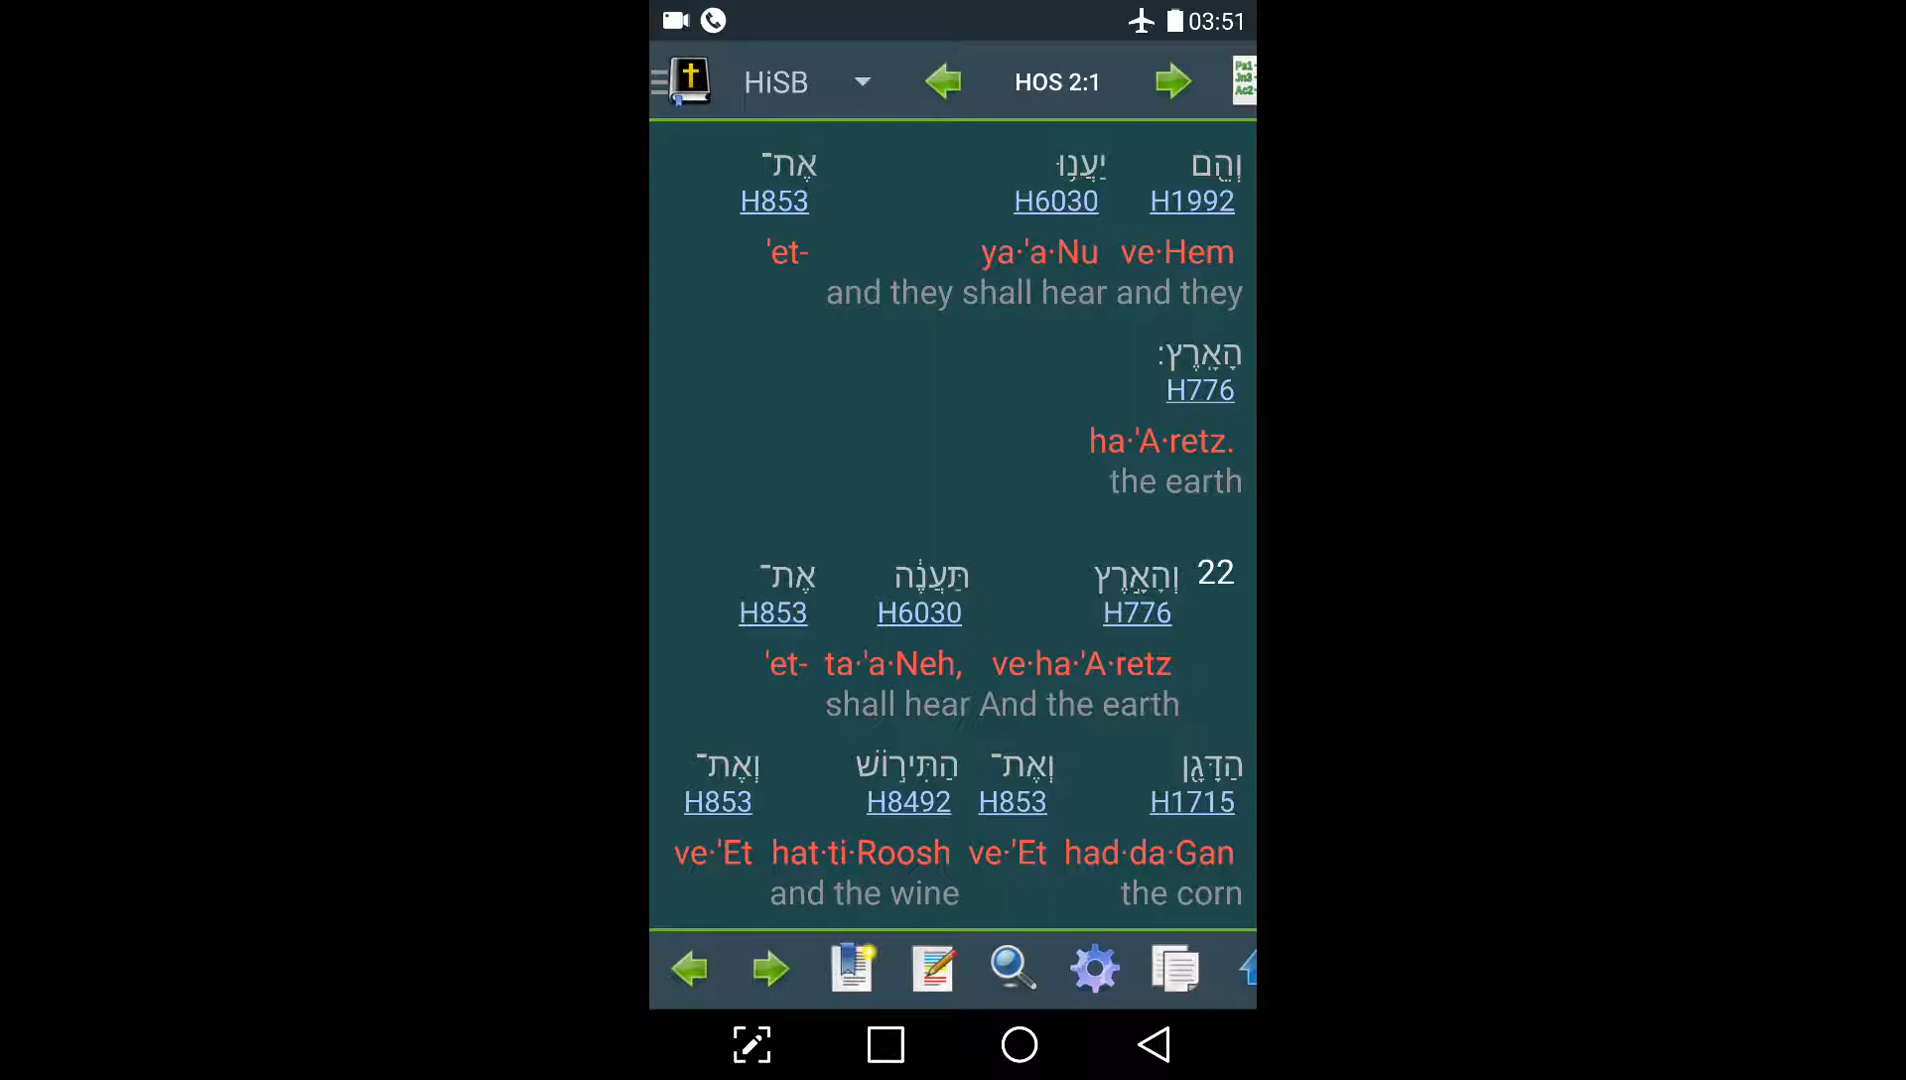 03:51
HiSB HOS 2:1
Pa1-
Jn3-
Ac2-
וְהֵ֖ם יַעֲנ֥וּ אֶת־
H1992 H6030 H853
'et- ya·'a·Nu ve·Hem
and they shall hear and they
הָאָֽרֶץ׃
H776
ha·'A·retz.
the earth
22 וְהָאָ֣רֶץ תַּעֲנֶ֔ה אֶת־
H776 H6030 H853
'et- ta·'a·Neh, ve·ha·'A·retz
shall hear And the earth
הַדָּגָ֖ן וְאֶת־ הַתִּיר֣וֹשׁ וְאֶת־
H1715 H853 H8492 H853
ve·'Et hat·ti·Roosh ve·'Et had·da·Gan
and the wine the corn